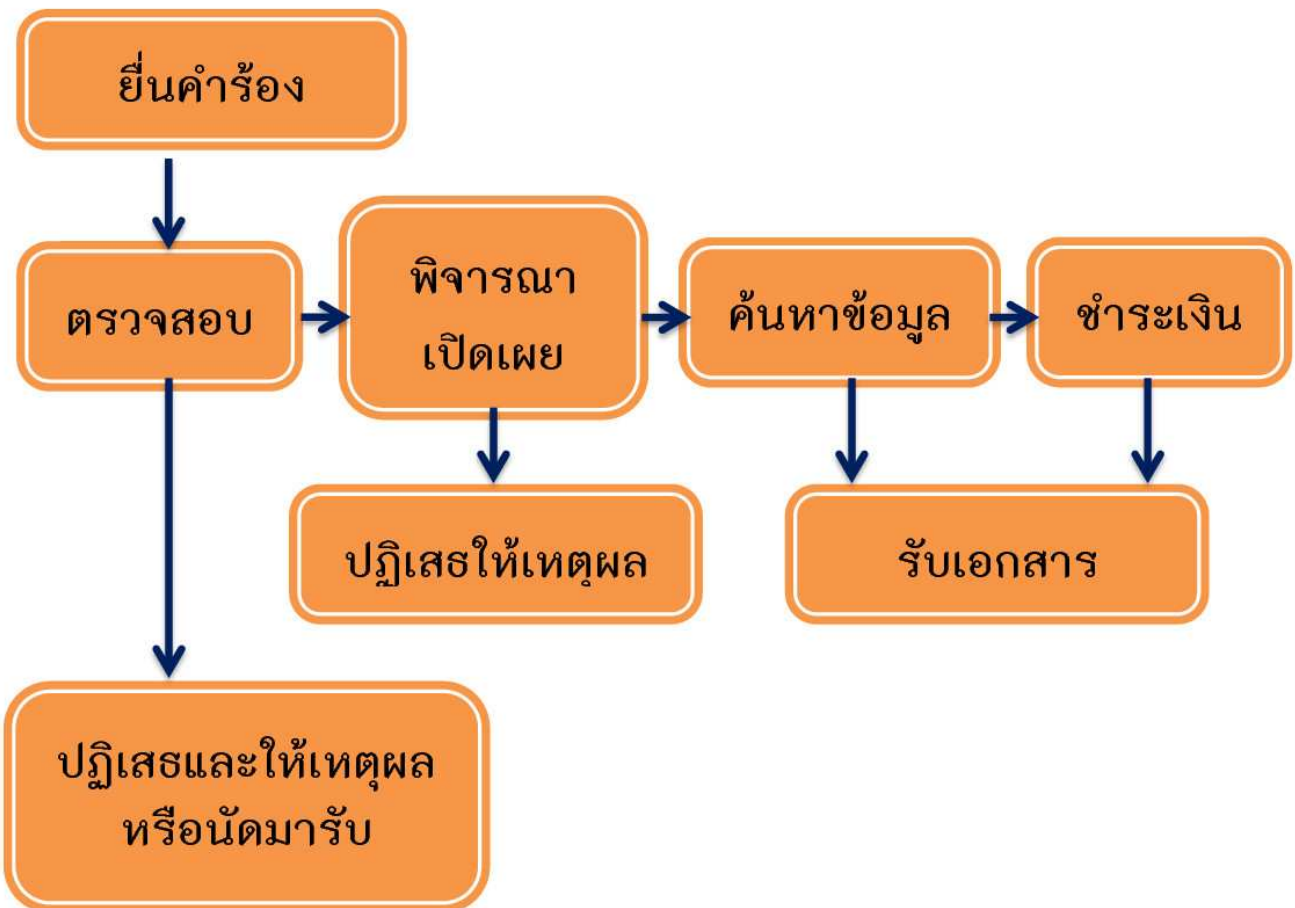 ยื่นคำร้อง
ตรวจสอบ
พิจารณา
เปิดเผย
ค้นหาข้อมูล
ชำระเงิน
ปฏิเสธให้เหตุผล
รับเอกสาร
ปฏิเสธและให้เหตุผล
หรือนัดมารับ